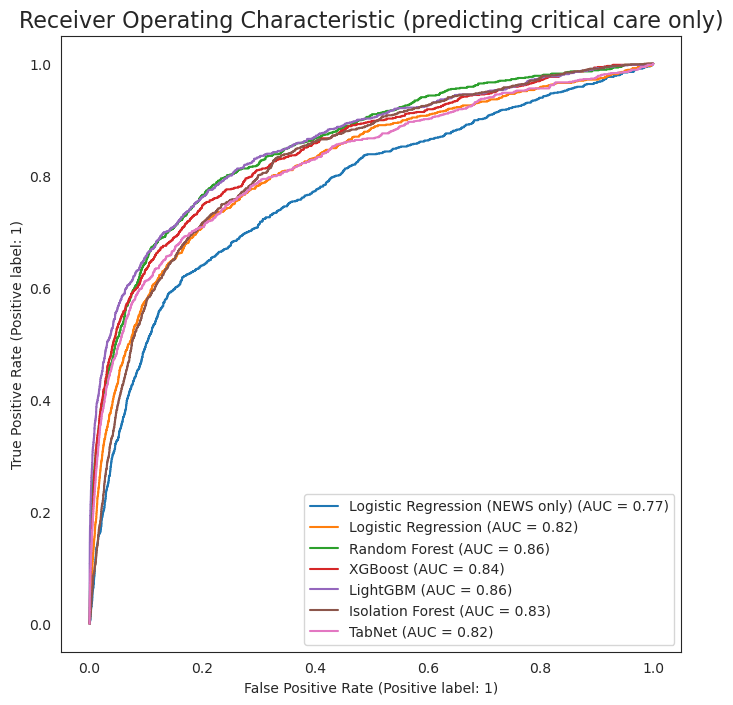 Receiver Operating Characteristic (predicting critical care only)
True Positive Rate (Positive label: 1)
1.0
0.8
0.6
0.4
0.2
0.0
Logistic Regression (NEWS only) (AUC = 0.77)
Logistic Regression (AUC = 0.82)
Random Forest (AUC = 0.86)
XGBoost (AUC = 0.84)
LightGBM (AUC = 0.86)
Isolation Forest (AUC = 0.83)
TabNet (AUC = 0.82)
0.0 0.2 0.4 0.6 0.8 1.0
False Positive Rate (Positive label: 1)